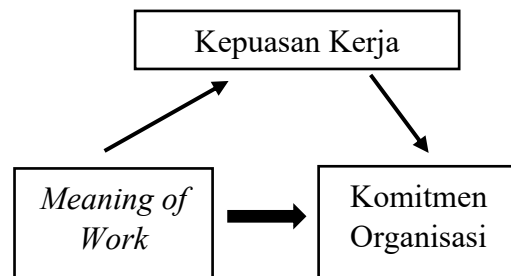 Kepuasan Kerja
Meaning of
Work
Komitmen
Organisasi